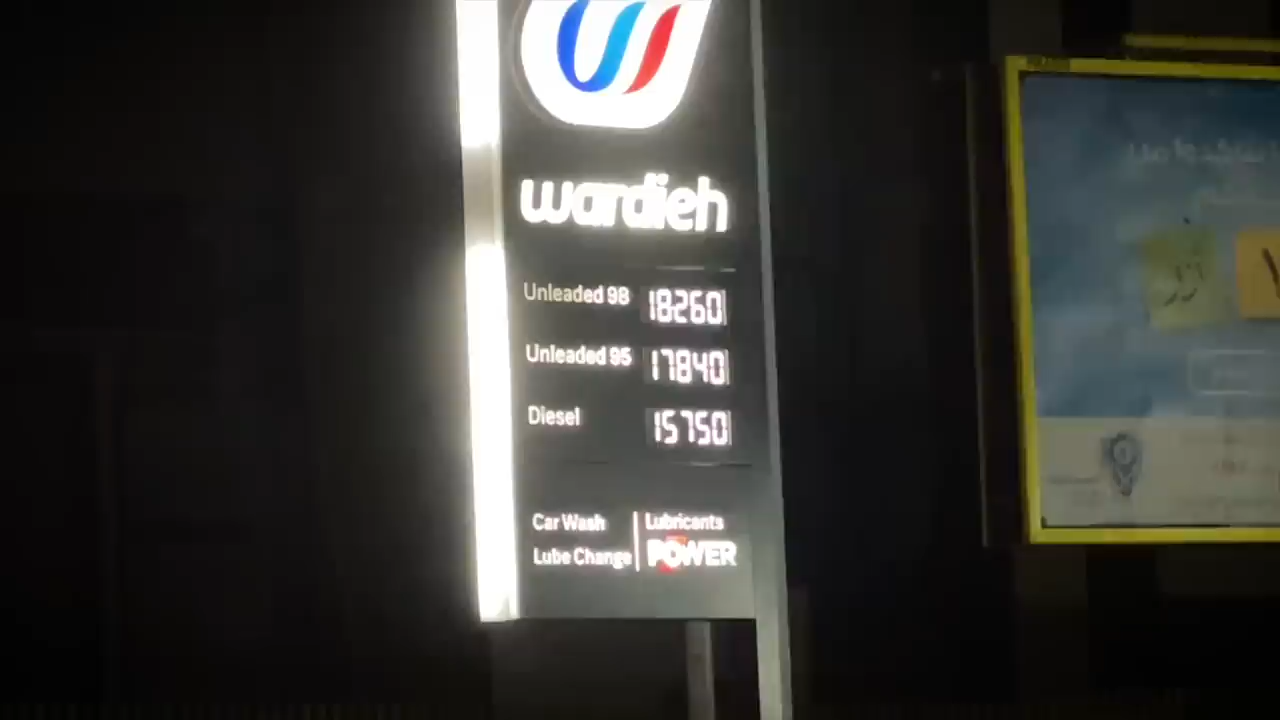 wardieh
Unleaded 98 18260
Unleaded 95 17840
Diesel 15750
Car Wash
Lube Change
Lubricants
POWER